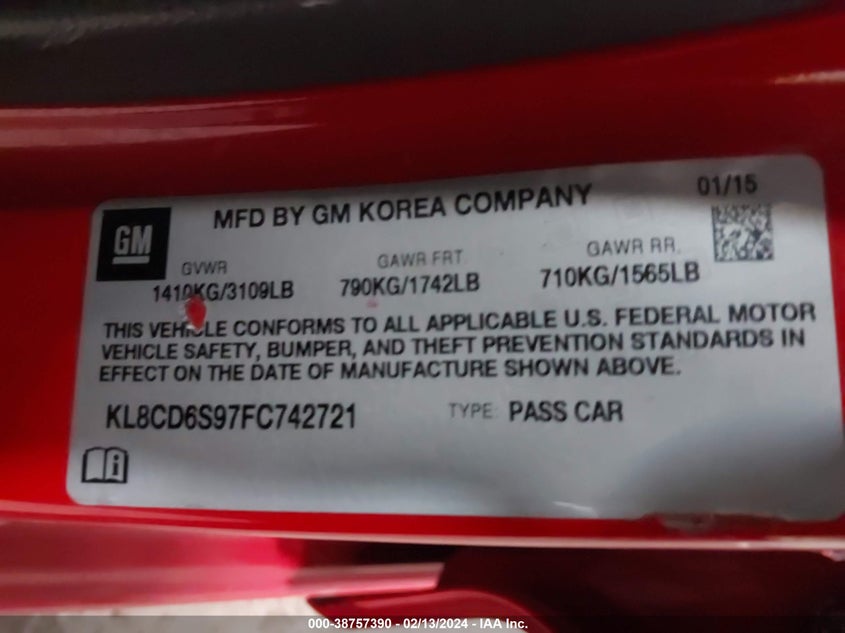 01/15
GM
MFD BY GM KOREA COMPANY
GVWR GAWR FRT. GAWR RR.
1410KG/3109LB 790KG/1742LB 710KG/1565LB
THIS VEHICLE CONFORMS TO ALL APPLICABLE U.S. FEDERAL MOTOR
VEHICLE SAFETY, BUMPER, AND THEFT PREVENTION STANDARDS IN
EFFECT ON THE DATE OF MANUFACTURE SHOWN ABOVE.
KL8CD6S97FC742721 TYPE: PASS CAR
i
000-38757390 - 02/13/2024 - IAA Inc.